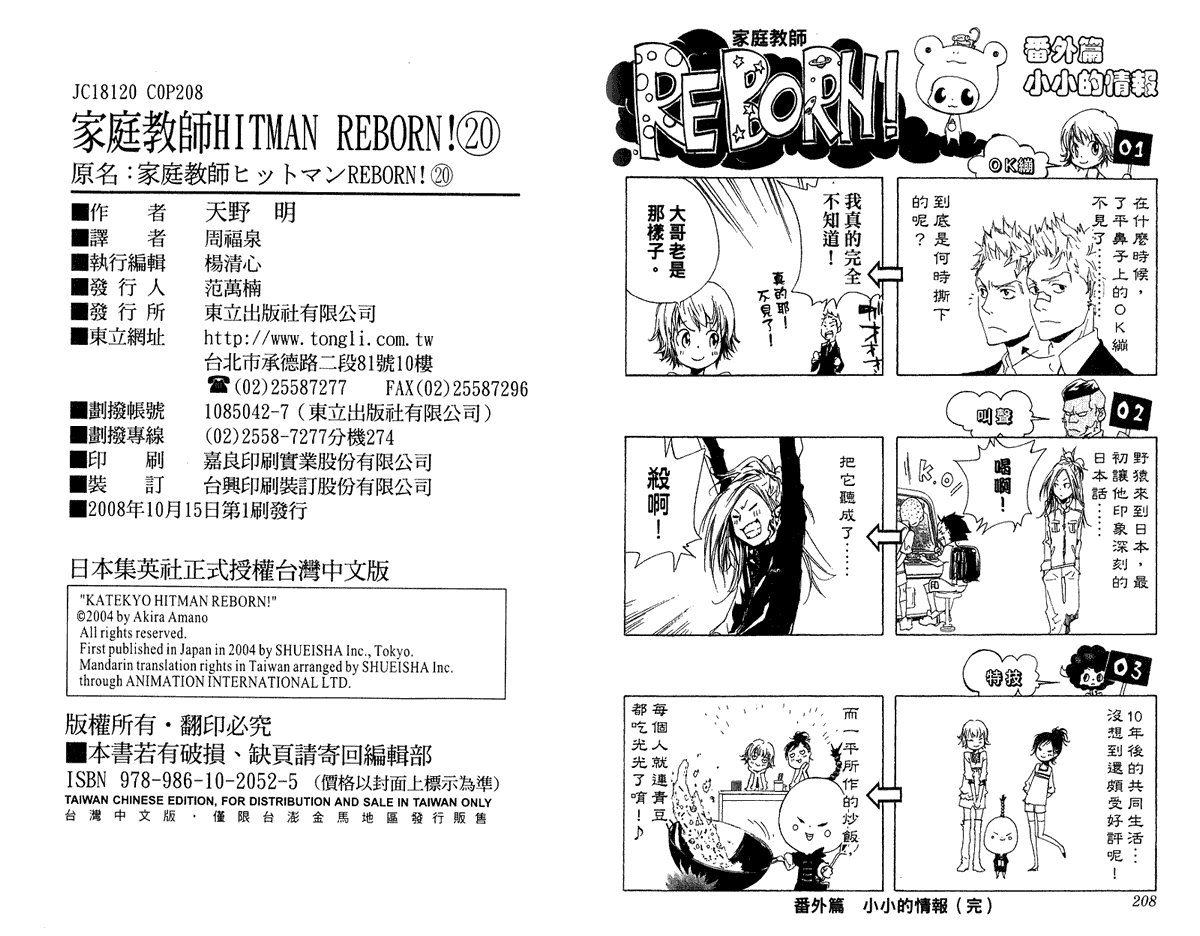 JC18120 C0P208
家庭教師HITMAN REBORN!⑳
原名：家庭教師ヒットマンREBORN!⑳
■作　者　天野　明
■譯　者　周福泉
■執行編輯　楊清心
■發行人　范萬楠
■發行所　東立出版社有限公司
■東立網址　http://www.tongli.com.tw
台北市承德路二段81號10樓
☎(02)25587277　FAX(02)25587296
■劃撥帳號　1085042-7（東立出版社有限公司）
■劃撥專線　(02)2558-7277分機274
■印　刷　嘉良印刷實業股份有限公司
■裝　訂　台興印刷裝訂股份有限公司
■2008年10月15日第1刷發行
日本集英社正式授權台灣中文版
"KATEKYO HITMAN REBORN!"
©2004 by Akira Amano
All rights reserved.
First published in Japan in 2004 by SHUEISHA Inc., Tokyo.
Mandarin translation rights in Taiwan arranged by SHUEISHA Inc.
through ANIMATION INTERNATIONAL LTD.
版權所有・翻印必究
■本書若有破損、缺頁請寄回編輯部
ISBN 978-986-10-2052-5（價格以封面上標示為準）
TAIWAN CHINESE EDITION, FOR DISTRIBUTION AND SALE IN TAIWAN ONLY
台灣中文版・僅限台澎金馬地區發行販售
家庭教師
REBORN!
番外篇
小小的情報
01
OK繃
在什麼時候，
了平鼻子上的OK繃
不見了………
到底是何時撕下
的呢？
我真的完全
不知道！
真的耶！
不見了！
大哥老是
那樣子。
02
叫聲
野猿來到日本，最
初讓他印象深刻的
日本話……
喝啊！
K.O!
把它聽成了……
殺啊！
03
特技
10年後的共同生活…
沒想到還頗受好評呢！
而一平所作的炒飯，
每個人就連青豆
都吃光光了唷！♪
番外篇　小小的情報（完）
208